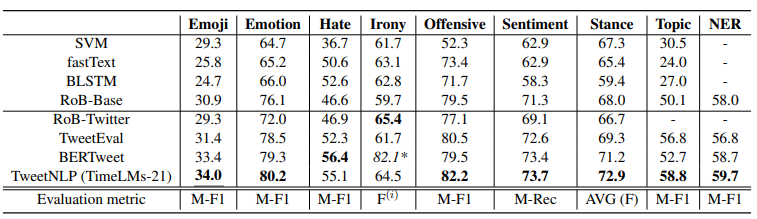 Emoji Emotion Hate Irony Offensive Sentiment Stance Topic NER
SVM 29.3 64.7 36.7 61.7 52.3 62.9 67.3 30.5 -
fastText 25.8 65.2 50.6 63.1 73.4 62.9 65.4 24.0 -
BLSTM 24.7 66.0 52.6 62.8 71.7 58.3 59.4 27.0 -
RoB-Base 30.9 76.1 46.6 59.7 79.5 71.3 68.0 50.1 58.0
RoB-Twitter 29.3 72.0 46.9 65.4 77.1 69.1 66.7 - -
TweetEval 31.4 78.5 52.3 61.7 80.5 72.6 69.3 56.8 56.8
BERTweet 33.4 79.3 56.4 82.1* 79.5 73.4 71.2 52.7 58.7
TweetNLP (TimeLMs-21) 34.0 80.2 55.1 64.5 82.2 73.7 72.9 58.8 59.7
Evaluation metric M-F1 M-F1 M-F1 F(i) M-F1 M-Rec AVG (F) M-F1 M-F1